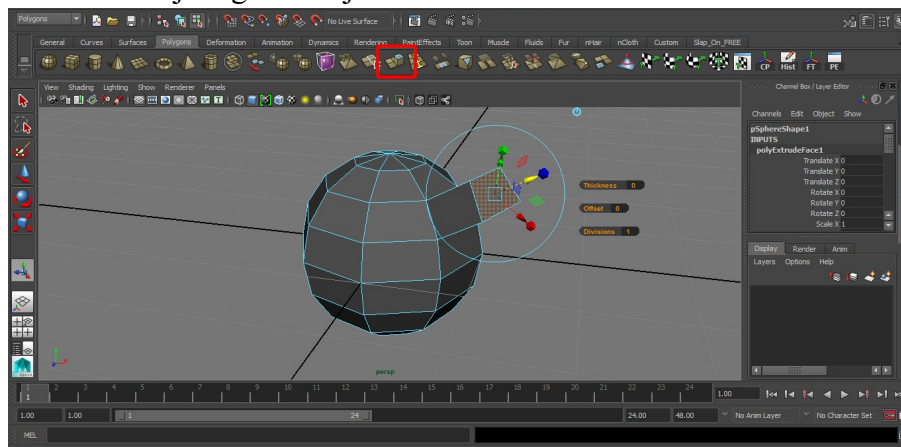 Polygons
No Live Surface
General Curves Surfaces Polygons Deformation Animation Dynamics Rendering PaintEffects Toon Muscle Fluids Fur nHair nCloth Custom Slap_On_FREE
CP Hist FT PE
View Shading Lighting Show Renderer Panels
Channel Box / Layer Editor
Channels Edit Object Show
pSphereShape1
INPUTS
polyExtrudeFace1
Translate X 0
Translate Y 0
Translate Z 0
Rotate X 0
Rotate Y 0
Rotate Z 0
Scale X 1
Thickness 0
Offset 0
Divisions 1
Display Render Anim
Layers Options Help
persp
1 2 3 4 5 6 7 8 9 10 11 12 13 14 15 16 17 18 19 20 21 22 23 24
1 1.00
1.00 1.00 1 24 24.00 48.00 No Anim Layer No Character Set
MEL